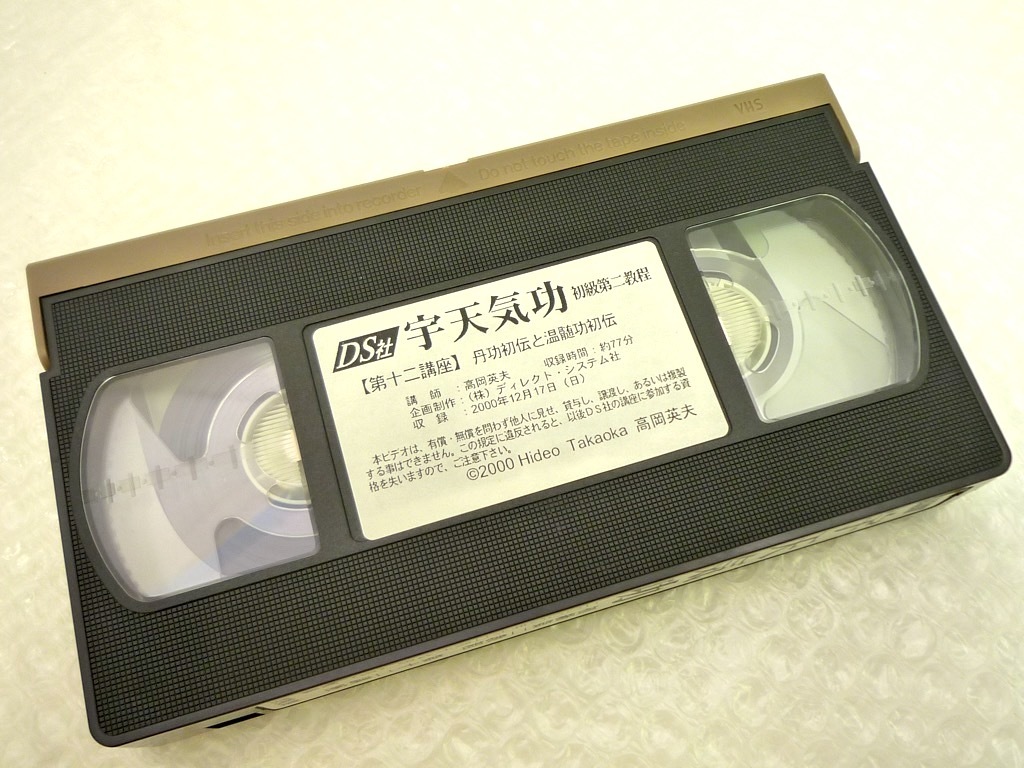 VHS
Insert this side into recorder
Do not touch the tape inside
DS社 宇天気功 初級第二教程
【第十二講座】丹功初伝と温髄功初伝
講　師 : 高岡英夫　収録時間 : 約77分
企画制作 : (株) ディレクト・システム社
収　録 : 2000年12月17日 (日)
本ビデオは、有償・無償を問わず他人に見せ、貸与し、譲渡し、あるいは複製
する事はできません。この規定に違反されると、以後DS社の講座に参加する資
格を失いますので、ご注意下さい。
©2000 Hideo Takaoka 高岡英夫